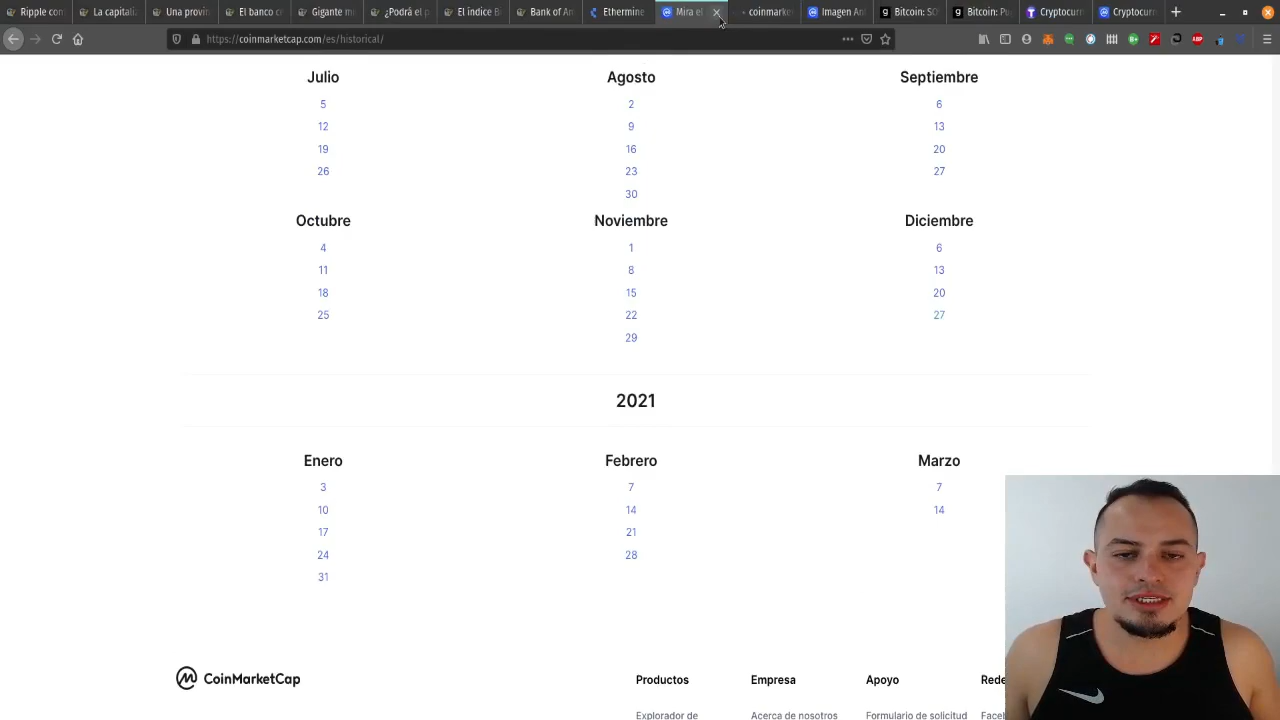 Ripple con
La capitali
Una provin
El banco c
Gigante m
¿Podrá el p
El índice B
Bank of Am
Ethermine
Mira el
coinmarke
Imagen An
Bitcoin: SO
Bitcoin: Pu
Cryptocurr
Cryptocurr
https://coinmarketcap.com/es/historical/
Julio Agosto Septiembre
5 2 6
12 9 13
19 16 20
26 23 27
30
Octubre Noviembre Diciembre
4 1 6
11 8 13
18 15 20
25 22 27
29
2021
Enero Febrero Marzo
3 7 7
10 14 14
17 21
24 28
31
CoinMarketCap Productos Empresa Apoyo Rede
Explorador de Acerca de nosotros Formulario de solicitud Facel